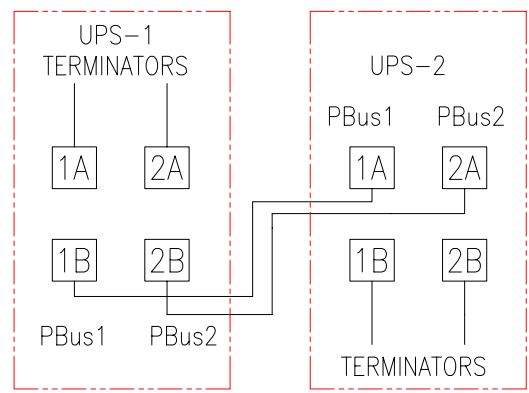 UPS-1
TERMINATORS
1A
2A
1B
2B
PBus1
PBus2
UPS-2
PBus1
PBus2
1A
2A
1B
2B
TERMINATORS